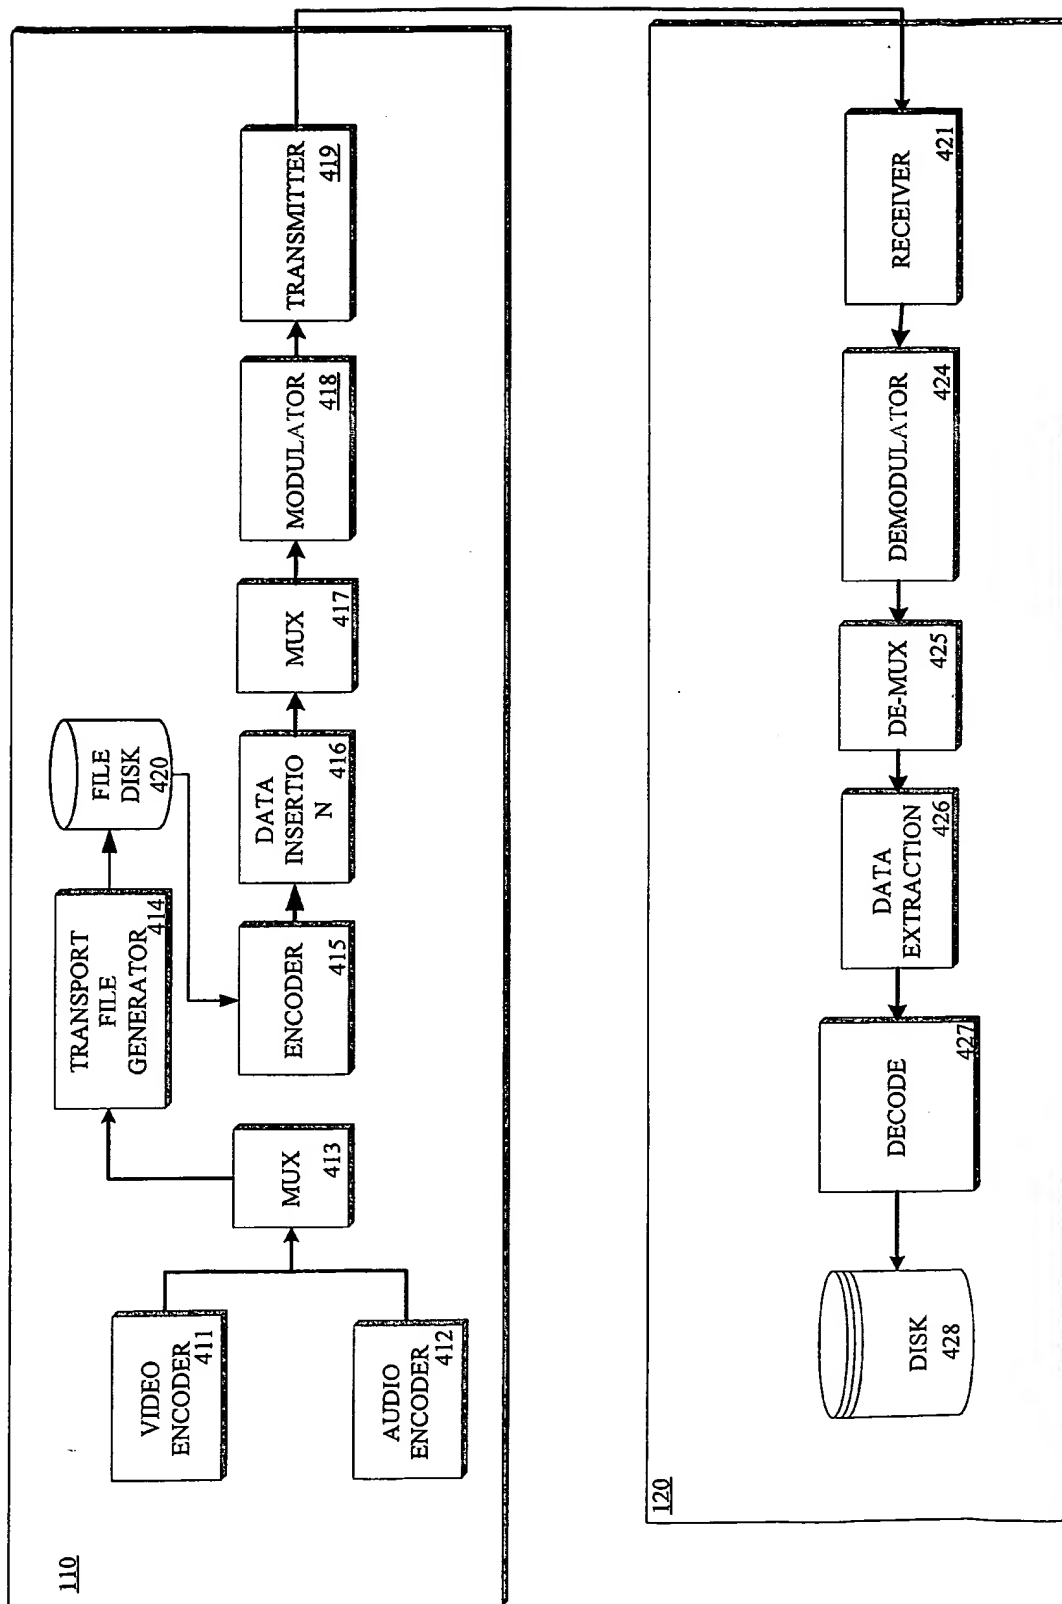 110
VIDEO
ENCODER
411
AUDIO
ENCODER
412
MUX
413
TRANSPORT
FILE
GENERATOR
414
FILE
DISK
420
ENCODER
415
DATA
INSERTIO
N
416
MUX
417
MODULATOR
418
TRANSMITTER
419
120
RECEIVER
421
DEMODULATOR
424
DE-MUX
425
DATA
EXTRACTION
426
DECODE
427
DISK
428